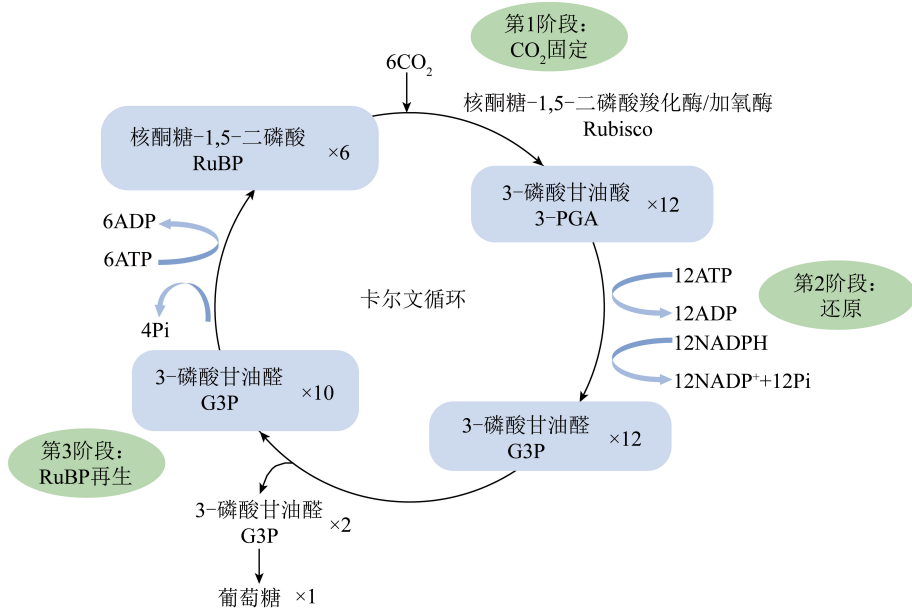 第1阶段：
CO₂固定
6CO₂
核酮糖-1,5-二磷酸羧化酶/加氧酶
Rubisco
核酮糖-1,5-二磷酸
RuBP
×6
3-磷酸甘油酸
3-PGA
×12
6ADP
6ATP
4Pi
卡尔文循环
12ATP
12ADP
12NADPH
12NADP⁺+12Pi
第2阶段：
还原
3-磷酸甘油醛
G3P
×10
3-磷酸甘油醛
G3P
×12
第3阶段：
RuBP再生
3-磷酸甘油醛
G3P
×2
葡萄糖 ×1